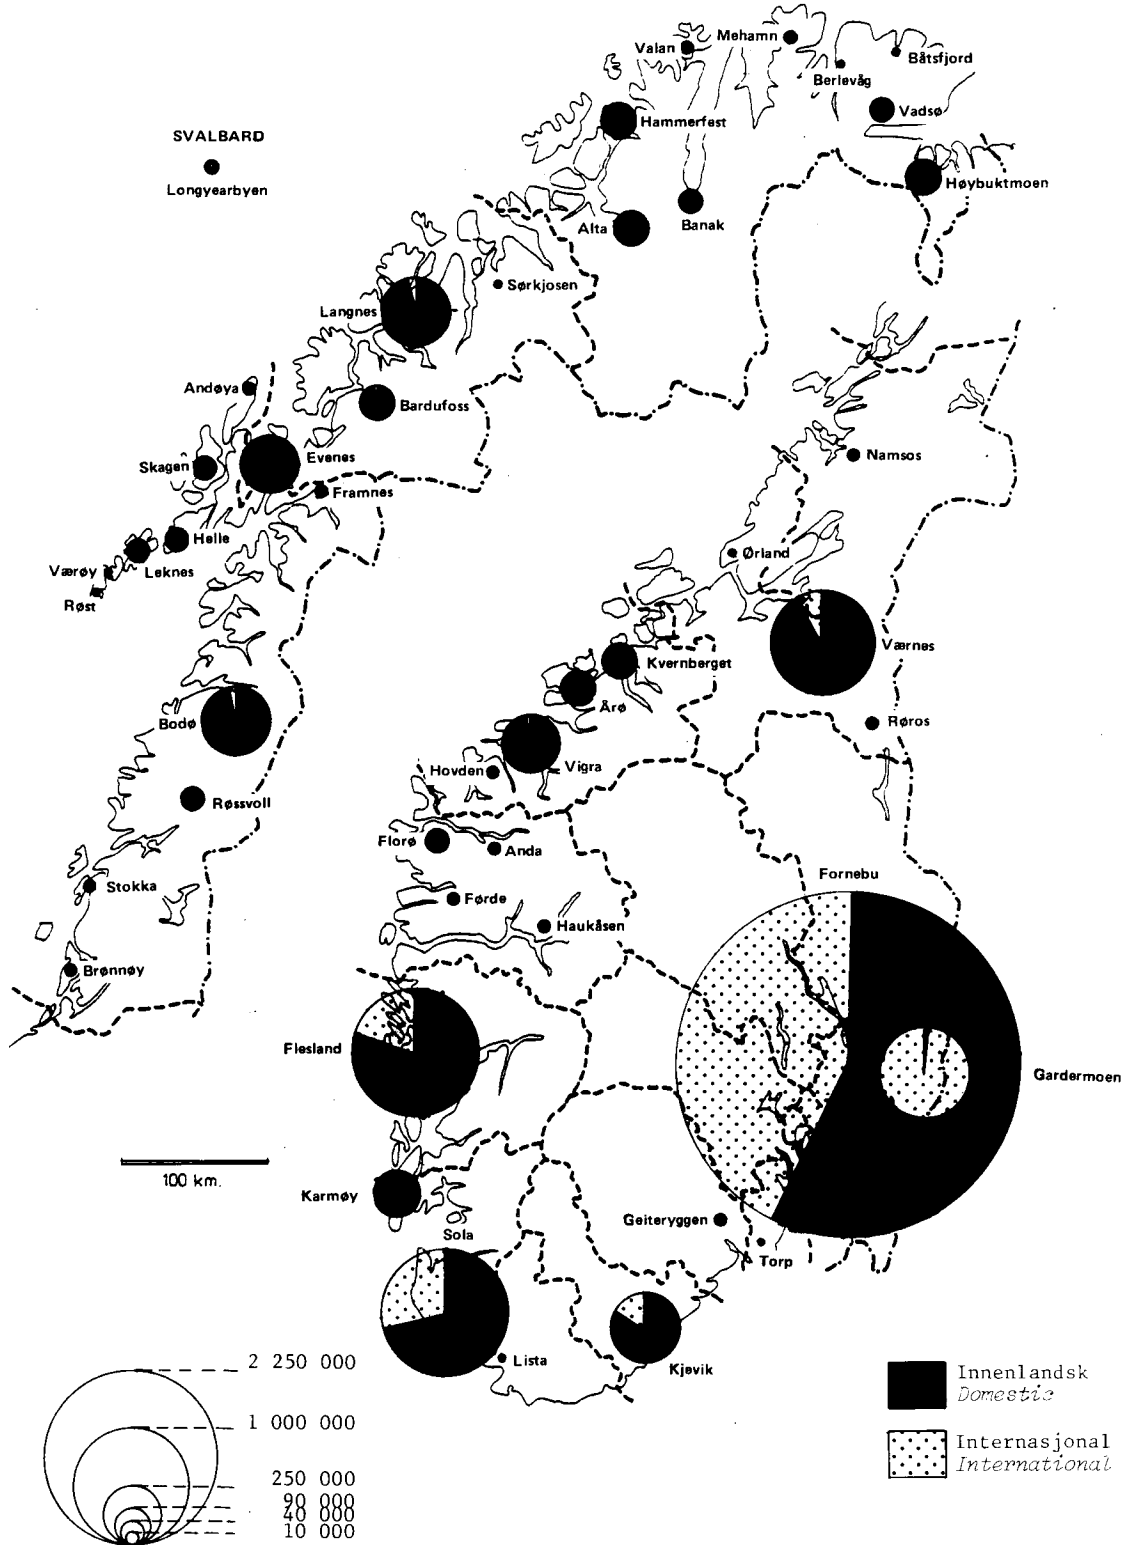 Mehamn
Valan
Båtsfjord
Berlevåg
Vadsø
Hammerfest
SVALBARD
Longyearbyen
Høybuktmoen
Alta
Banak
Sørkjosen
Langnes
Andøya
Bardufoss
Evenes
Skagen
Framnes
Namsos
Helle
Ørland
Leknes
Værøy
Røst
Værnes
Kvernberget
Årø
Bodø
Røros
Vigra
Hovden
Røssvoll
Florø
Anda
Fornebu
Stokka
Førde
Haukåsen
Brønnøy
Flesland
Gardermoen
100 km.
Karmøy
Geiteryggen
Sola
Torp
Lista
Kjevik
2 250 000
1 000 000
250 000
90 000
40 000
10 000
Innenlandsk
Domestic
Internasjonal
International